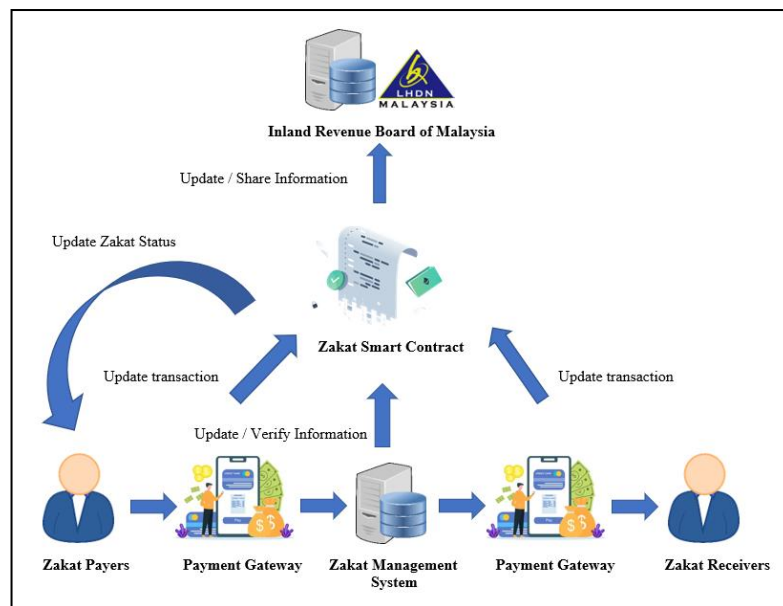 LHDN
MALAYSIA
Inland Revenue Board of Malaysia
Update / Share Information
Update Zakat Status
Zakat Smart Contract
Update transaction
Update transaction
Update / Verify Information
Zakat Payers
Payment Gateway
Zakat Management
System
Payment Gateway
Zakat Receivers